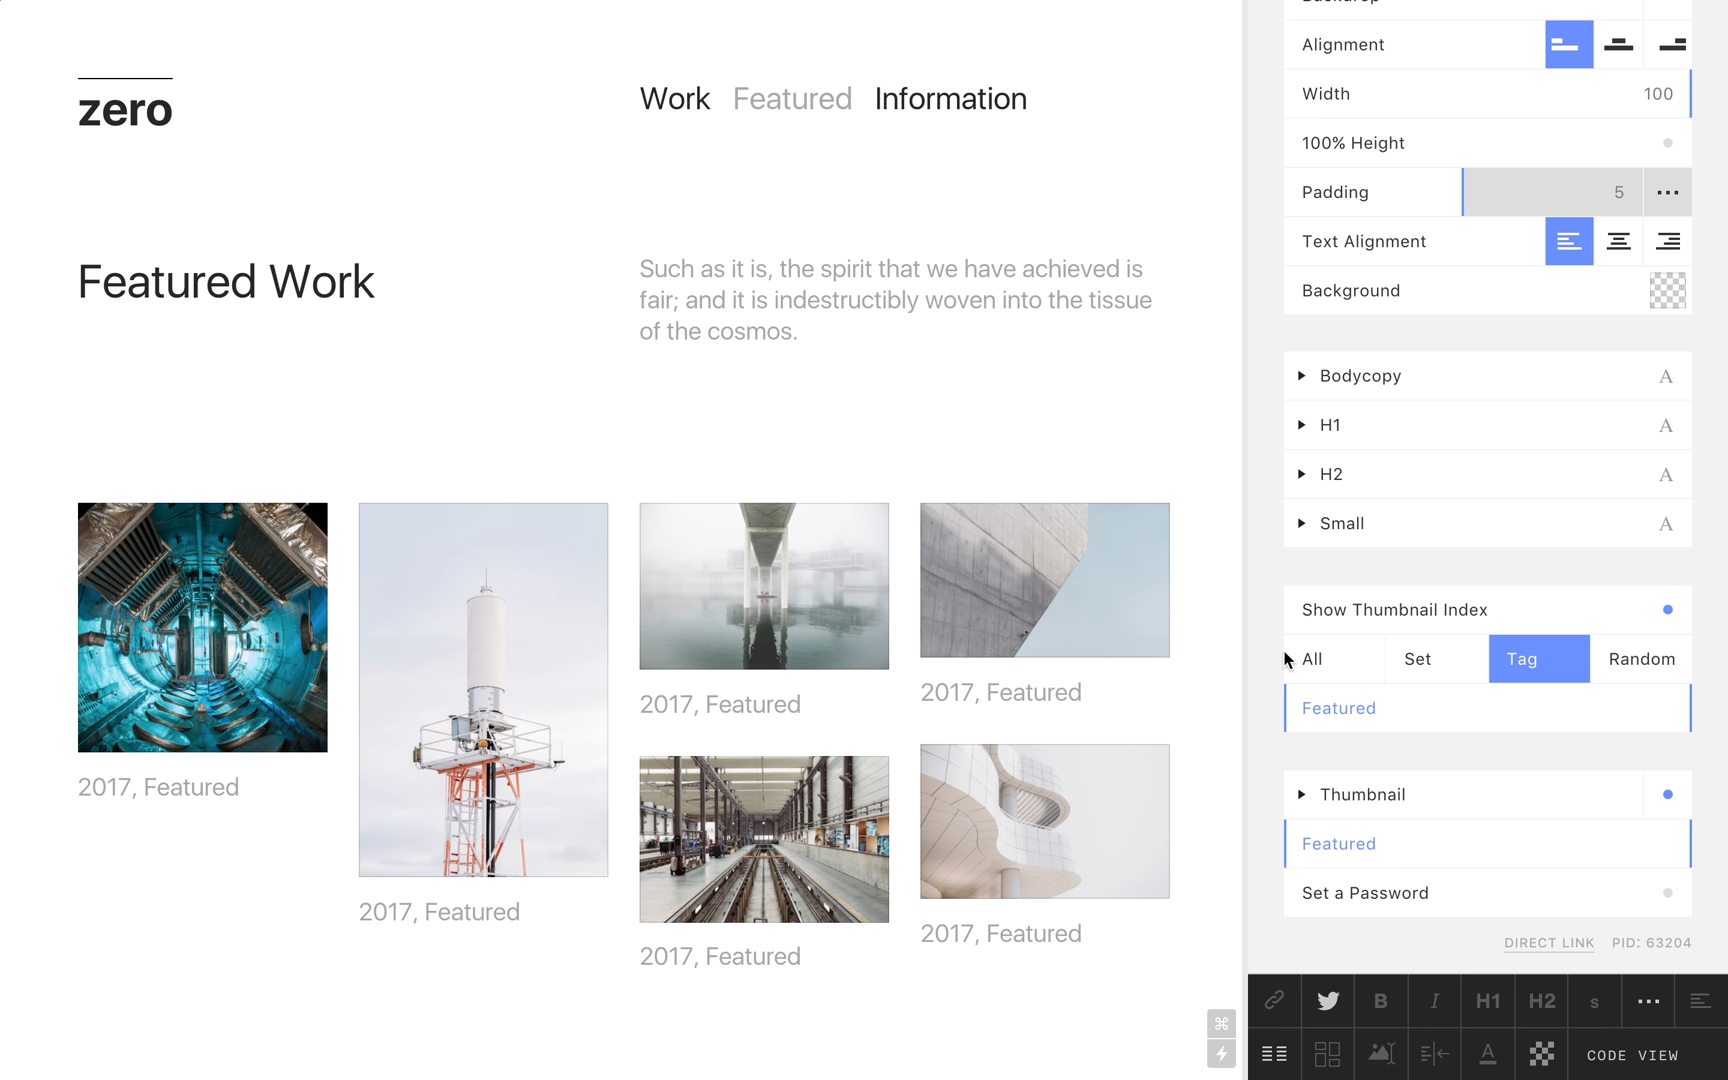 zero
Work Featured Information
Featured Work
Such as it is, the spirit that we have achieved is
fair; and it is indestructibly woven into the tissue
of the cosmos.
2017, Featured
2017, Featured
2017, Featured
2017, Featured
2017, Featured
2017, Featured
Alignment
Width 100
100% Height
Padding 5
Text Alignment
Background
Bodycopy A
H1 A
H2 A
Small A
Show Thumbnail Index
All Set Tag Random
Featured
Thumbnail
Featured
Set a Password
DIRECT LINK PID: 63204
B I H1 H2 s
A CODE VIEW